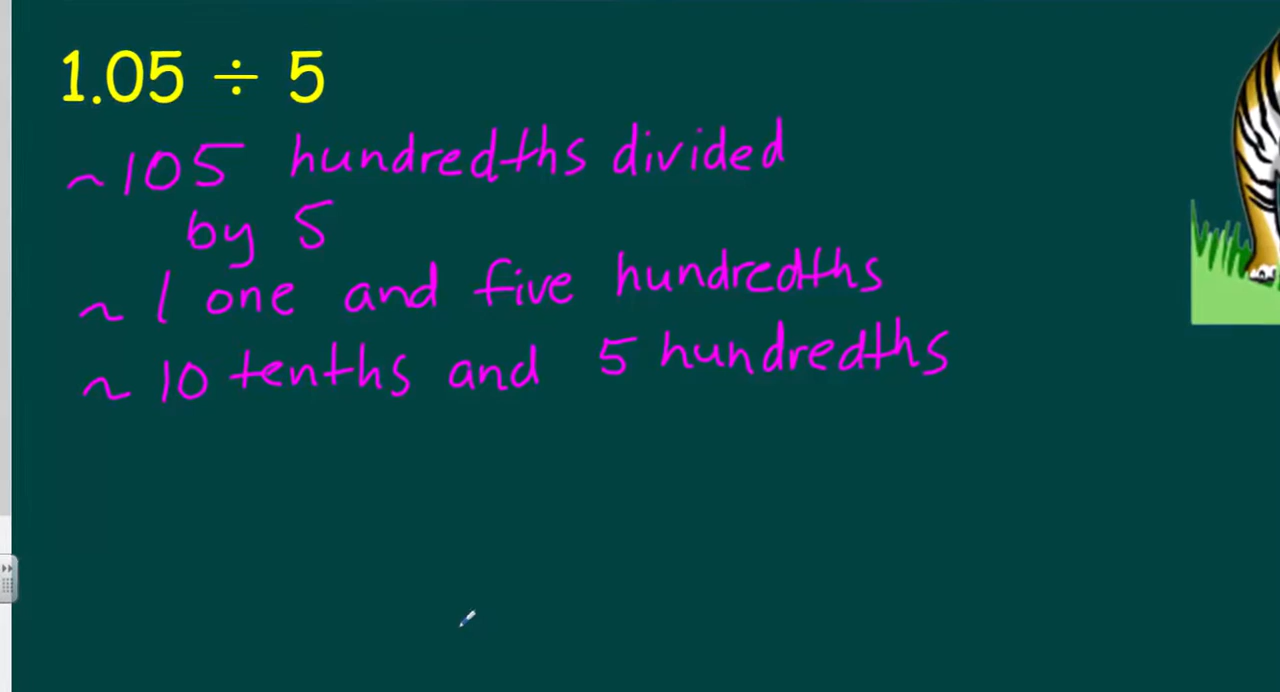 1.05 ÷ 5
~105 hundredths divided
by 5
~ 1 one and five hundredths
~ 10 tenths and 5 hundredths